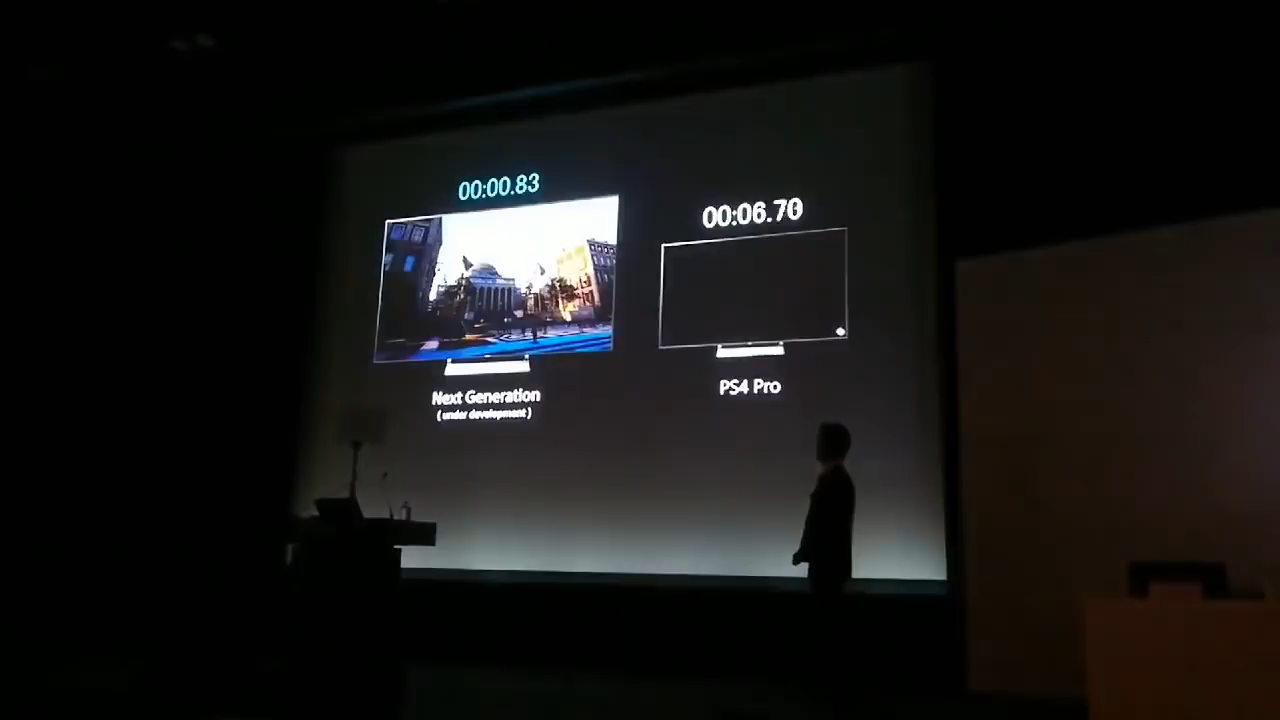 00:00.83
00:06.70
Next Generation
( under development )
PS4 Pro